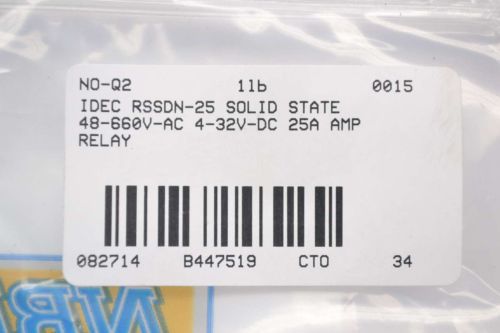 NO-Q2 1lb 0015
IDEC RSSDN-25 SOLID STATE
48-660V-AC 4-32V-DC 25A AMP
RELAY
082714 B447519 CTO 34